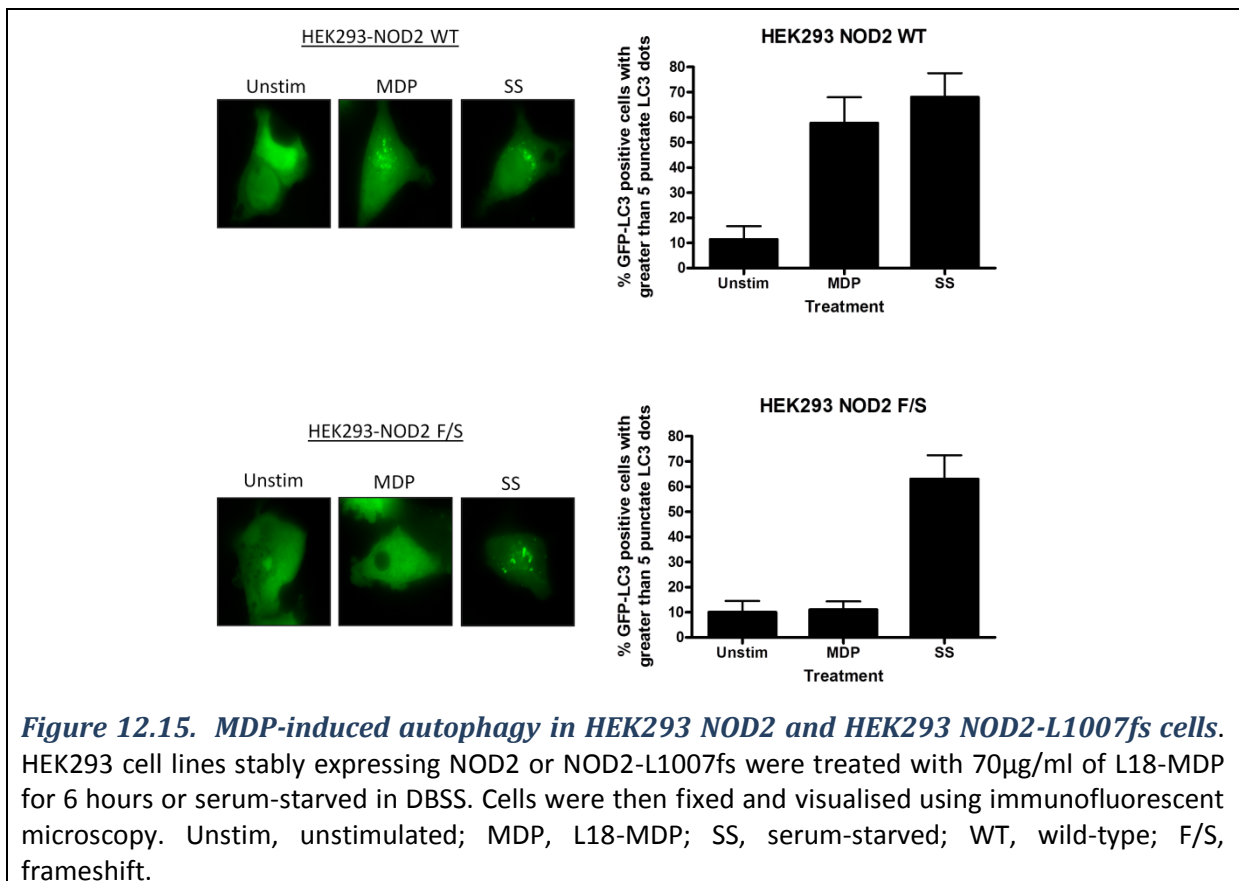 HEK293-NOD2 WT
Unstim MDP SS
HEK293 NOD2 WT
% GFP-LC3 positive cells with
greater than 5 punctate LC3 dots
80
70
60
50
40
30
20
10
0
Unstim MDP SS
Treatment
HEK293-NOD2 F/S
Unstim MDP SS
HEK293 NOD2 F/S
% GFP-LC3 positive cells with
greater than 5 punctate LC3 dots
80
70
60
50
40
30
20
10
0
Unstim MDP SS
Treatment
Figure 12.15. MDP-induced autophagy in HEK293 NOD2 and HEK293 NOD2-L1007fs cells.
HEK293 cell lines stably expressing NOD2 or NOD2-L1007fs were treated with 70µg/ml of L18-MDP
for 6 hours or serum-starved in DBSS. Cells were then fixed and visualised using immunofluorescent
microscopy. Unstim, unstimulated; MDP, L18-MDP; SS, serum-starved; WT, wild-type; F/S,
frameshift.